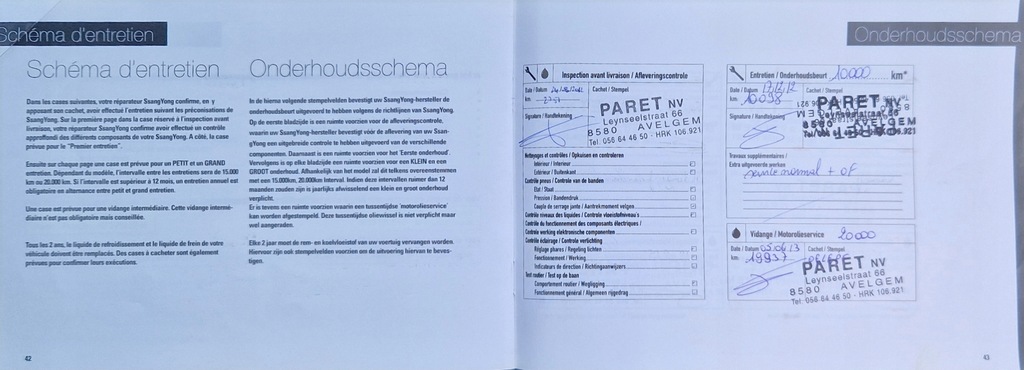 Schéma d'entretien
Schéma d'entretien
Dans les cases suivantes, votre réparateur SsangYong confirme, en y
apposant son cachet, avoir effectué un entretien suivant les préconisations de
SsangYong. Sur la première page dans la case réservé à l'inspection avant
livraison, votre réparateur SsangYong confirme avoir effectué un contrôle
approfondi des différents composants de votre SsangYong. A côté, la case
prévue pour le "Premier entretien".
Ensuite sur chaque page une case est prévue pour un PETIT et un GRAND
entretien. Dépendant du modèle, l'intervalle entre les entretiens sera de 15.000
km ou 20.000 km. Si l'intervalle est supérieur à 12 mois, un entretien annuel est
obligatoire en alternance entre petit et grand entretien.
Une case est prévue pour une vidange intermédiaire. Cette vidange intermé-
diaire n'est pas obligatoire mais conseillée.
Tous les 2 ans, le liquide de refroidissement et le liquide de frein de votre
véhicule doivent être remplacés. Des cases à cacheter sont également
prévues pour confirmer leurs exécutions.
42
Onderhoudsschema
In de hierna volgende stempelvelden bevestigt uw SsangYong-hersteller de
onderhoudsbeurt uitgevoerd te hebben volgens de richtlijnen van SsangYong.
Op de eerste bladzijde is een ruimte voorzien voor de afleveringscontrole,
waarin uw SsangYong-hersteller bevestigt vóór de aflevering van uw Ssan-
gYong een uitgebreide controle te hebben uitgevoerd van de verschillende
componenten. Daarnaast is een ruimte voorzien voor het 'Eerste onderhoud'.
Vervolgens is op elke bladzijde een ruimte voorzien voor een KLEIN en een
GROOT onderhoud. Afhankelijk van het model zal dit telkens overeenstemmen
met een 15.000km, 20.000km interval. Indien deze intervallen ruimer dan 12
maanden zouden zijn is jaarlijks afwisselend een klein en groot onderhoud
verplicht.
Er is tevens een ruimte voorzien waarin een tussentijdse 'motorolieservice'
kan worden afgestempeld. Deze tussentijdse oliewissel is niet verplicht maar
wel aangeraden.
Elke 2 jaar moet de rem- en koelvloeistof van uw voertuig vervangen worden.
Hiervoor zijn ook stempelvelden voorzien om de uitvoering hiervan te beves-
tigen.
Onderhoudsschema
Inspection avant livraison / Afleveringscontrole
Date / Datum
Cachet / Stempel
km:
Signature / Handtekening
PARET NV
Leynseelstraat 66
8580 AVELGEM
Tel. 056 64 46 50 - HRK 106.921
Nettoyages et contrôles / Opkuisen en controleren
Intérieur / Interieur
Extérieur / Buitenkant
Contrôle pneus / Controle van de banden
Etat / Staat
Pression / Bandendruk
Couple de serrage jante / Aantrekmoment velgen
Contrôle niveaux des liquides / Controle vloeistofniveau's
Contrôle du fonctionnement des composants électriques /
Controle werking elektronische componenten
Contrôle éclairage / Controle verlichting
Réglage phares / Regeling lichten
Fonctionnement / Werking
Indicateurs de direction / Richtingaanwijzers
Test routier / Test op de baan
Comportement routier / Wegligging
Fonctionnement général / Algemeen rijgedrag
Entretien / Onderhoudsbeurt 10000 km*
Date / Datum 17/12/12 Cachet / Stempel
km: 10098
Signature / Handtekening
PARET NV
Leynseelstraat 66
Travaux supplémentaires /
Extra uitgevoerde werken
Vidange / Motorolieservice 20000
Date / Datum Cachet / Stempel
km: 19937
PARET NV
Leynseelstraat 66
8580 AVELGEM
Tel: 056 64 46 50 - HRK 106.921
43